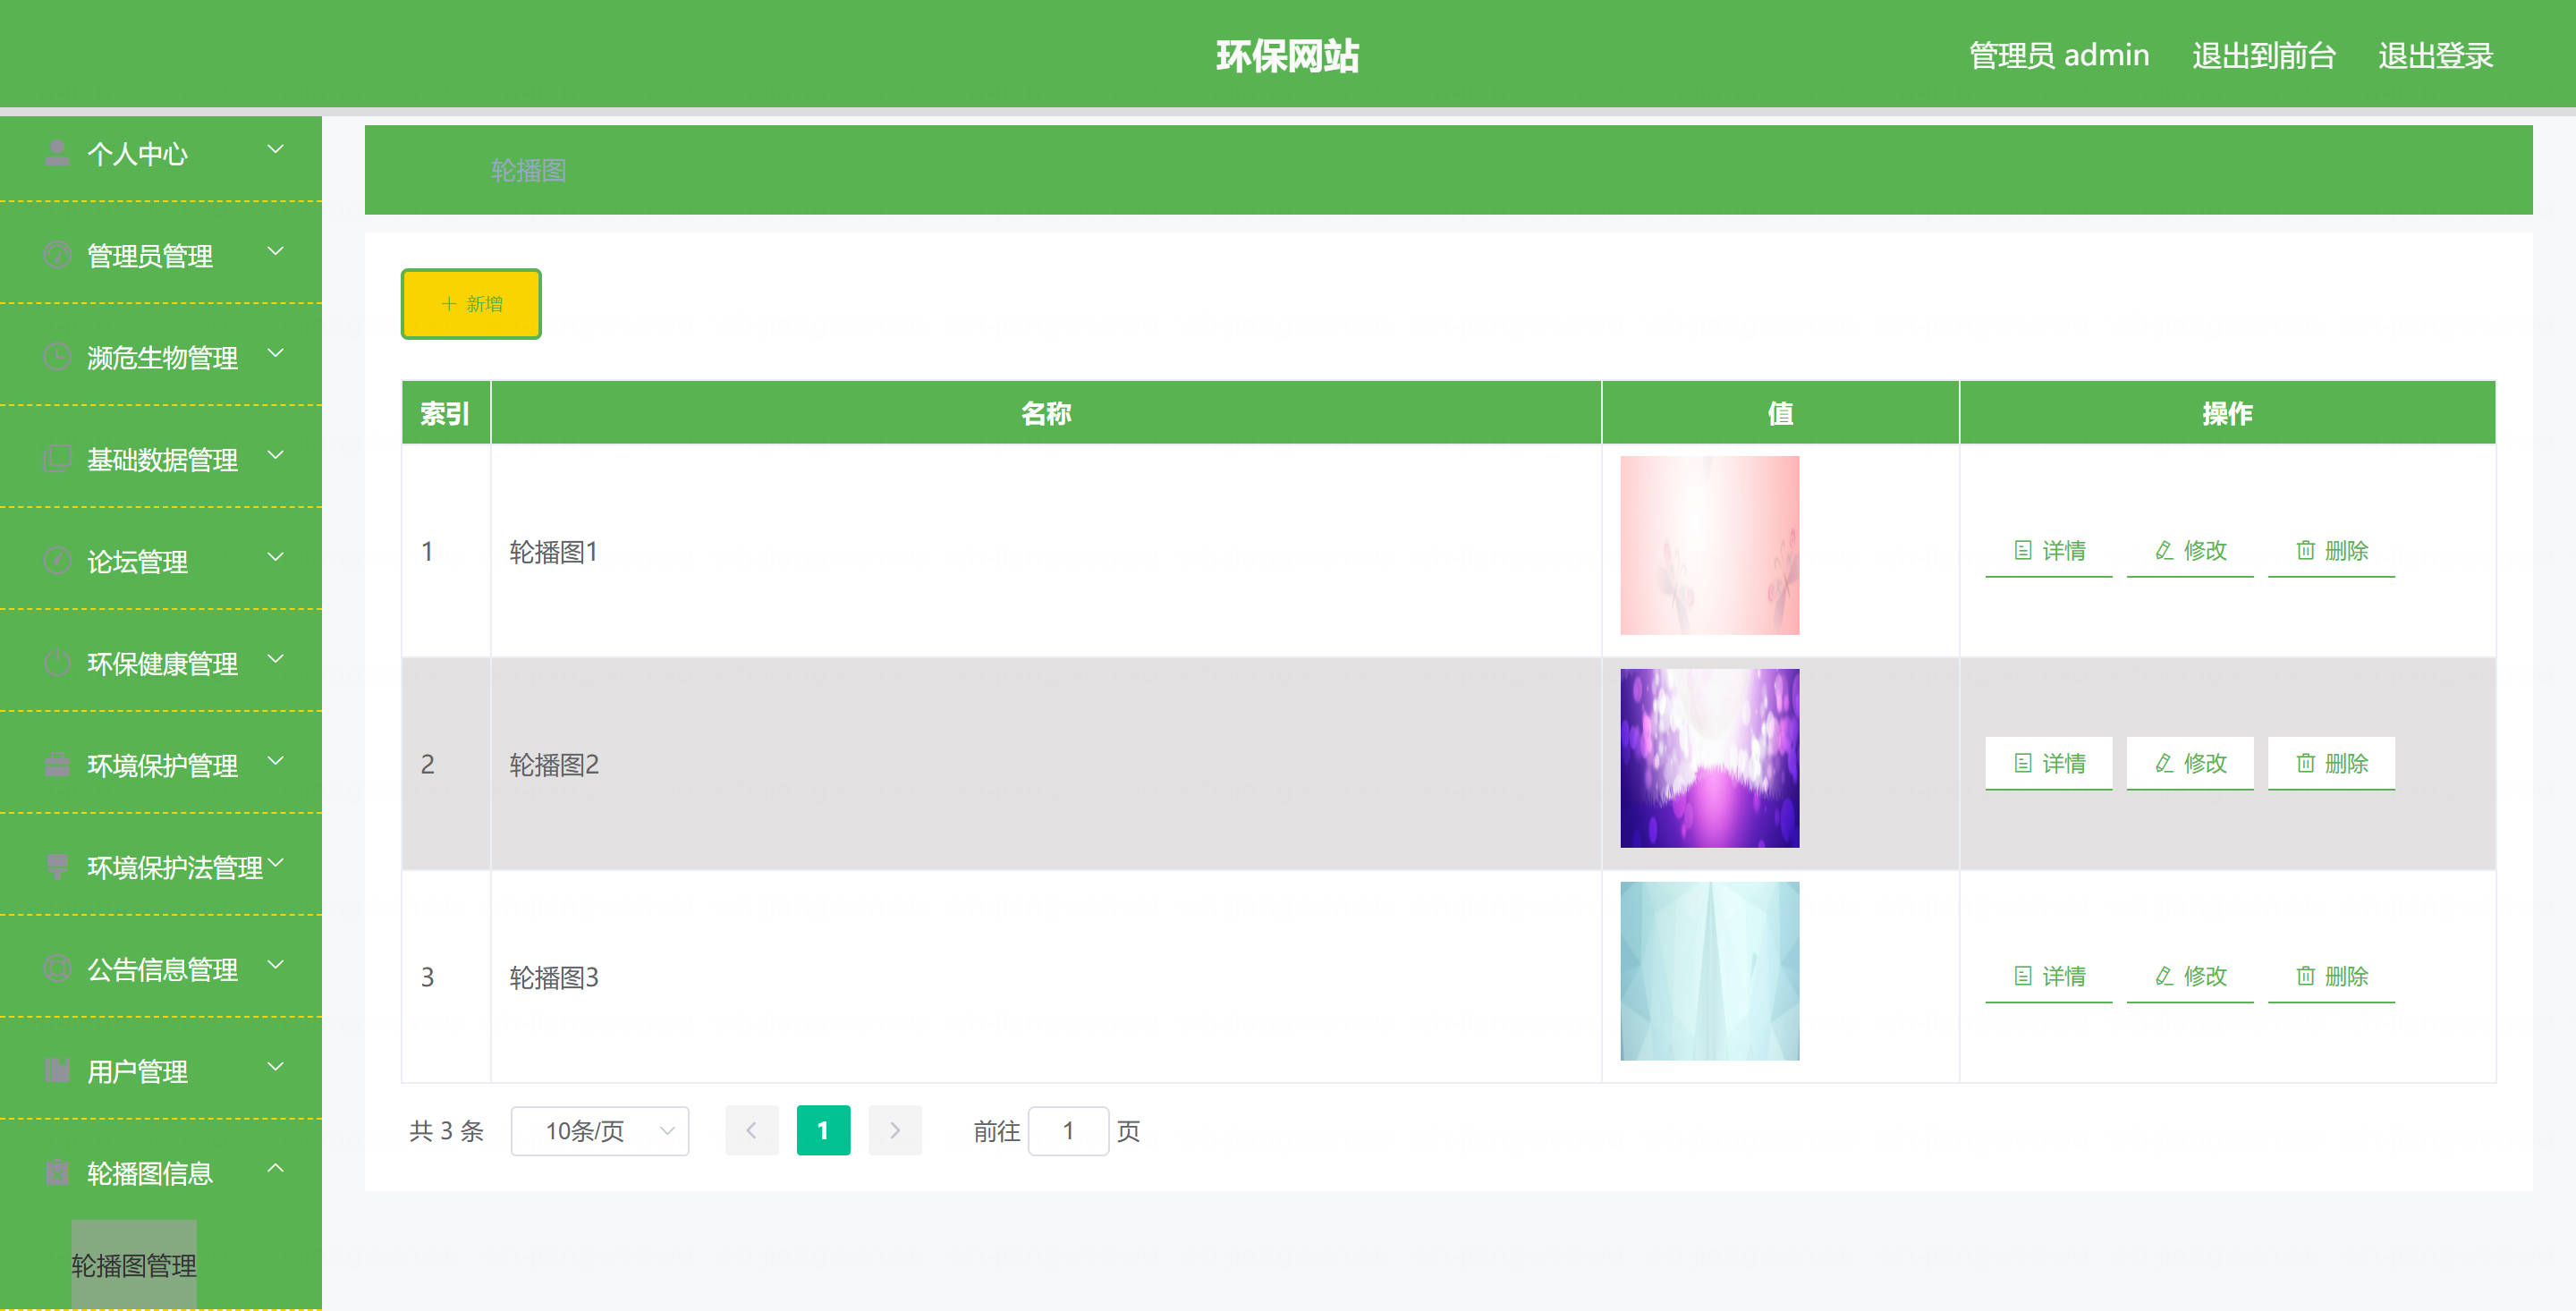 环保网站
管理员 admin 退出到前台 退出登录
个人中心
管理员管理
濒危生物管理
基础数据管理
论坛管理
环保健康管理
环境保护管理
环境保护法管理
公告信息管理
用户管理
轮播图信息
轮播图管理
轮播图
新增
索引 名称 值 操作
1 轮播图1 详情 修改 删除
2 轮播图2 详情 修改 删除
3 轮播图3 详情 修改 删除
共 3 条 10条/页 1 前往 1 页